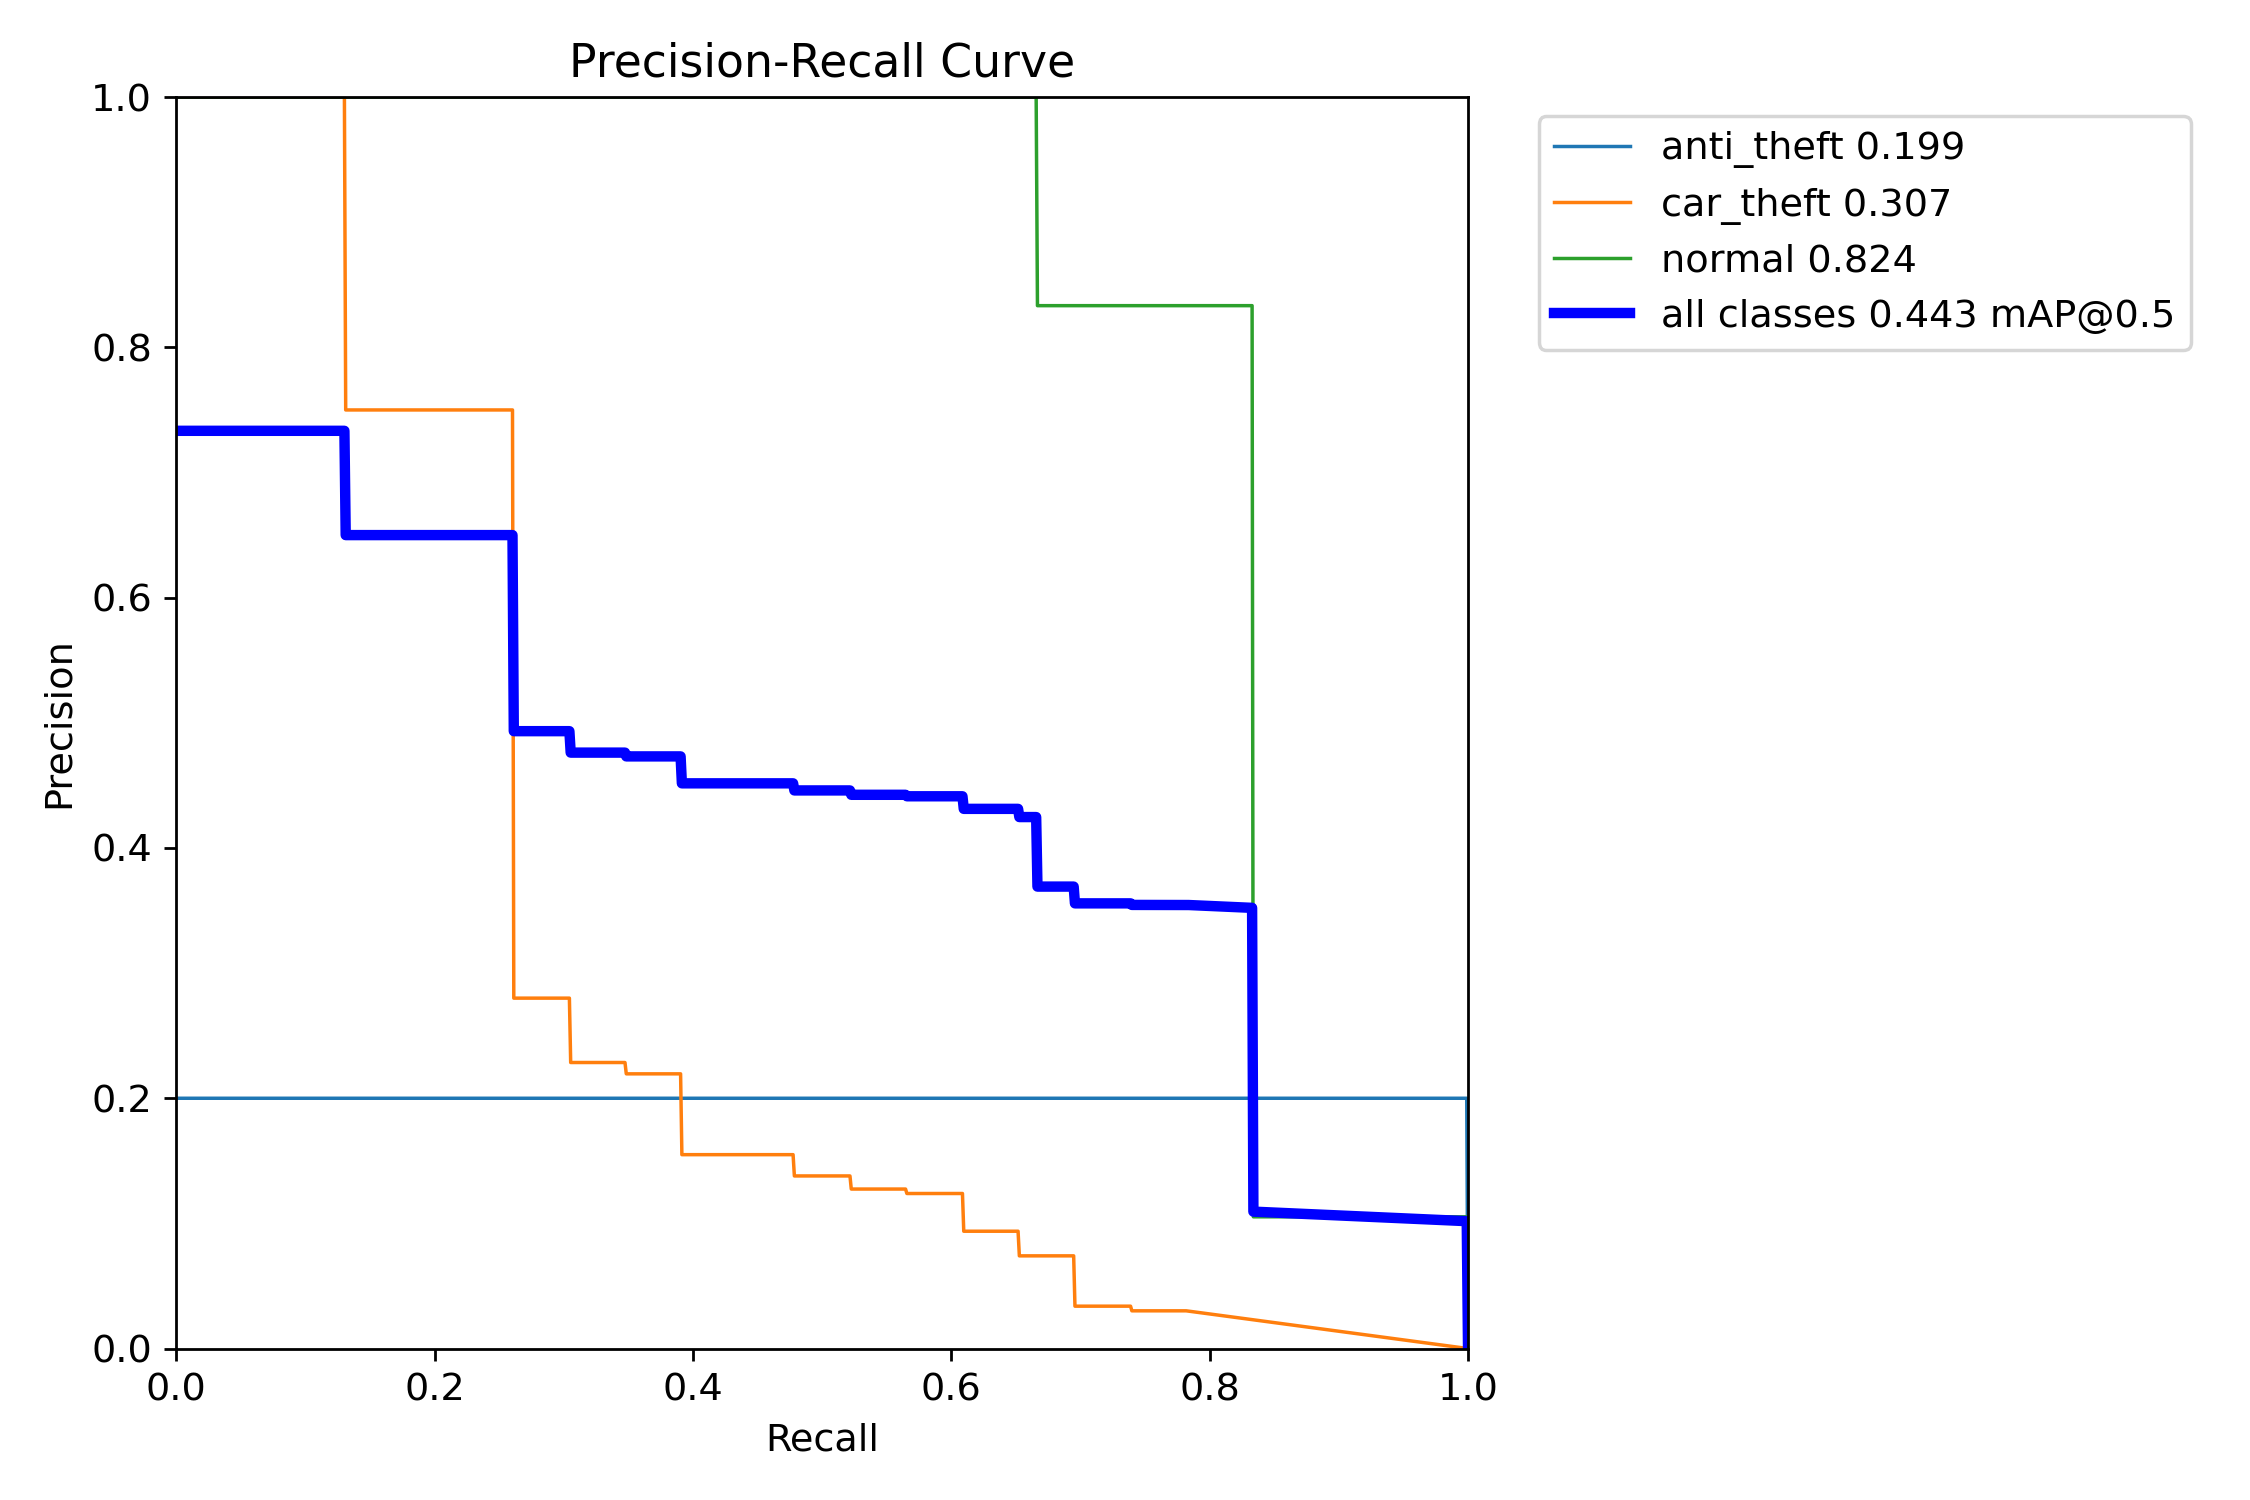 Precision-Recall Curve
1.0
0.8
0.6
0.4
0.2
0.0
Precision
0.0 0.2 0.4 0.6 0.8 1.0
Recall
anti_theft 0.199
car_theft 0.307
normal 0.824
all classes 0.443 mAP@0.5